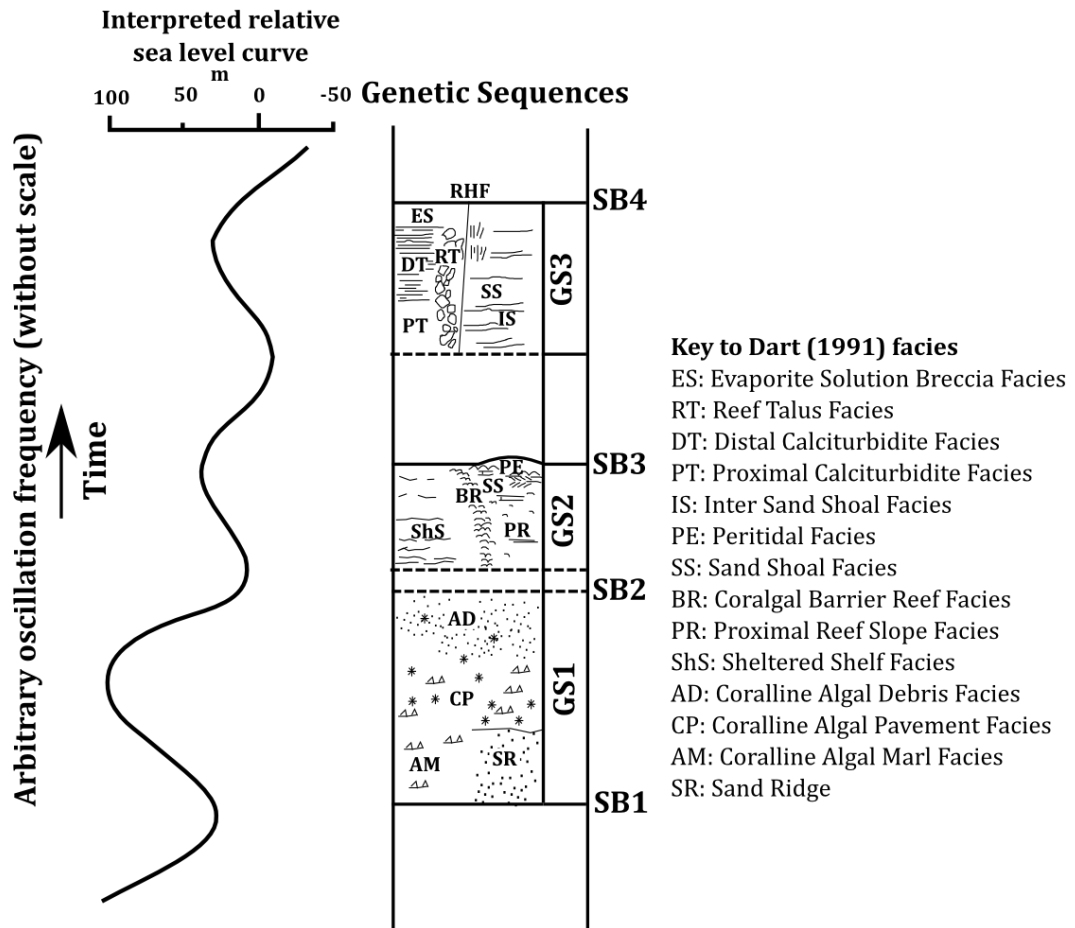 Interpreted relative
sea level curve
m
100 50 0 -50
Arbitrary oscillation frequency (without scale)
Time
Genetic Sequences
RHF
SB4
ES
RT
DT
SS
PT
IS
GS3
SB3
PE
SS
BR
ShS
PR
GS2
SB2
AD
CP
GS1
AM
SR
SB1
Key to Dart (1991) facies
ES: Evaporite Solution Breccia Facies
RT: Reef Talus Facies
DT: Distal Calciturbidite Facies
PT: Proximal Calciturbidite Facies
IS: Inter Sand Shoal Facies
PE: Peritidal Facies
SS: Sand Shoal Facies
BR: Coralgal Barrier Reef Facies
PR: Proximal Reef Slope Facies
ShS: Sheltered Shelf Facies
AD: Coralline Algal Debris Facies
CP: Coralline Algal Pavement Facies
AM: Coralline Algal Marl Facies
SR: Sand Ridge